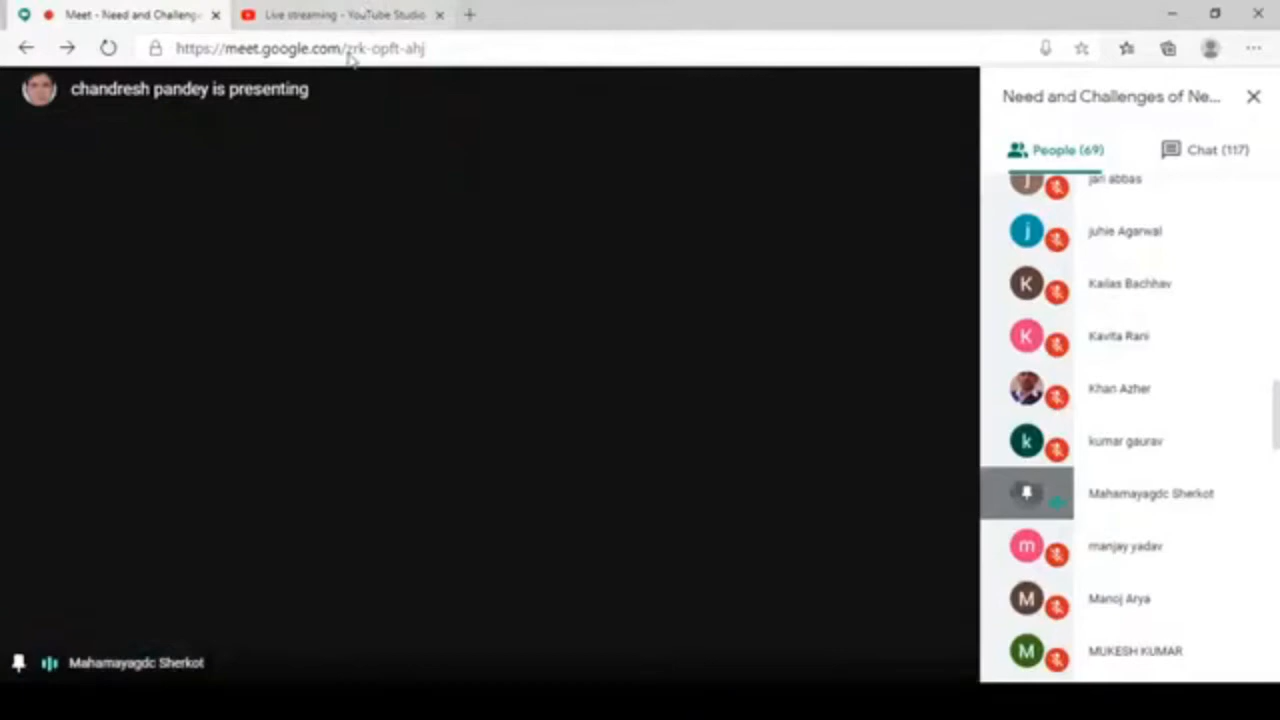 Meet - Need and Challeng
Live streaming - YouTube Studio
https://meet.google.com/zrk-opft-ahj
chandresh pandey is presenting
Need and Challenges of Ne...
People (69)
Chat (117)
j
jan abbas
j
juhie Agarwal
K
Kailas Bachhav
K
Kavita Rani
Khan Azher
k
kumar gaurav
Mahamayagdc Sherkot
m
manjay yadav
M
Manoj Arya
M
MUKESH KUMAR
Mahamayagdc Sherkot